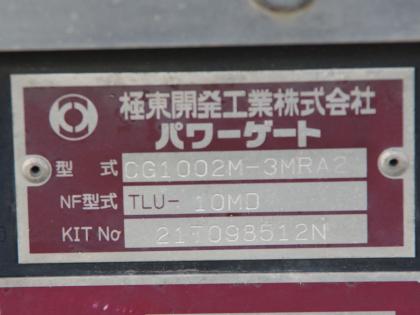 極東開発工業株式会社
パワーゲート
型式 CG1002M-3MRA2
NF型式 TLU- 10MD
KIT No 21T098512N